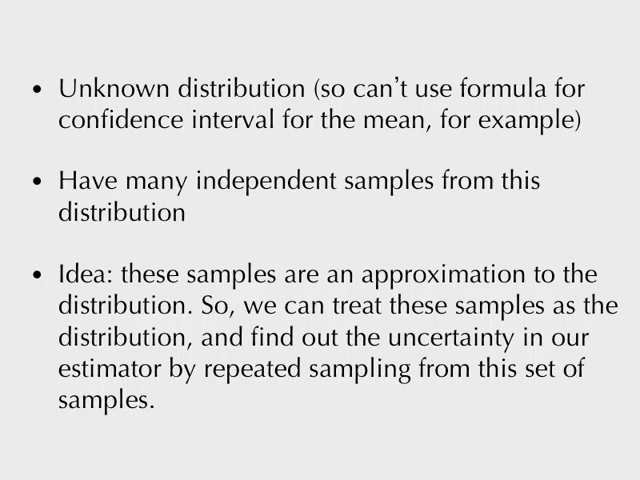 • Unknown distribution (so can’t use formula for
confidence interval for the mean, for example)
• Have many independent samples from this
distribution
• Idea: these samples are an approximation to the
distribution. So, we can treat these samples as the
distribution, and find out the uncertainty in our
estimator by repeated sampling from this set of
samples.